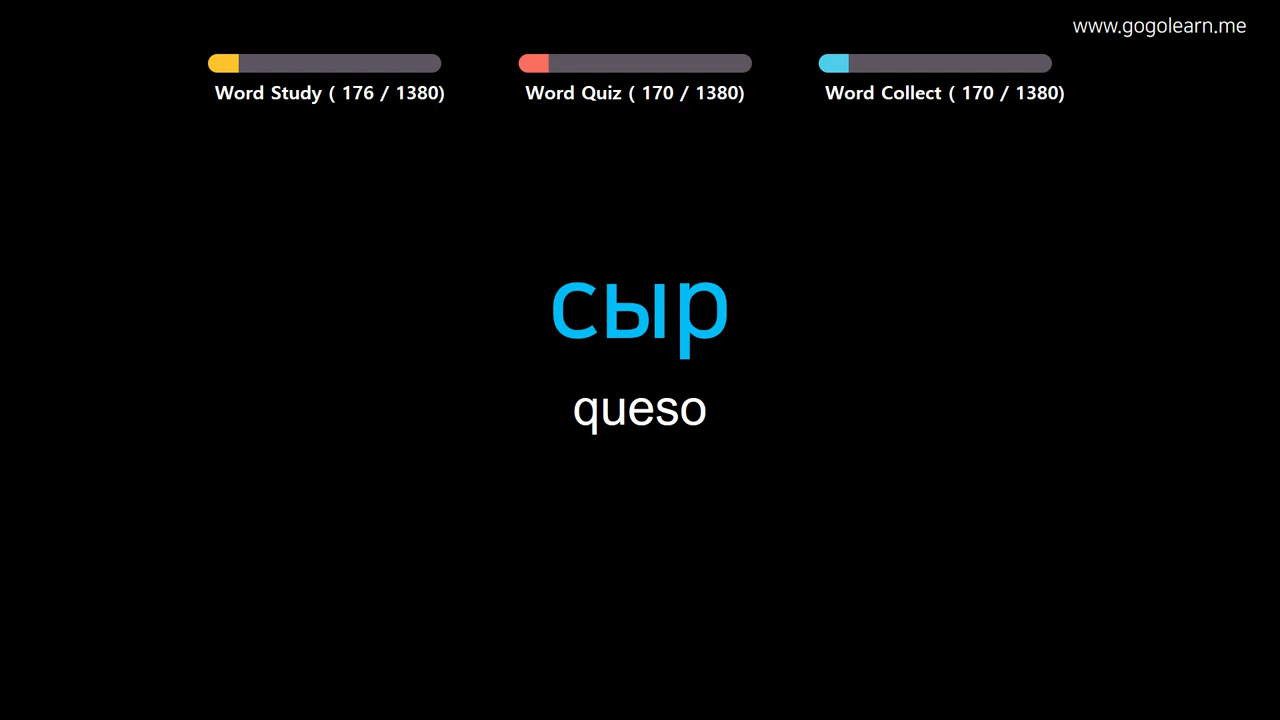 www.gogolearn.me
Word Study ( 176 / 1380)
Word Quiz ( 170 / 1380)
Word Collect ( 170 / 1380)
сыр
queso